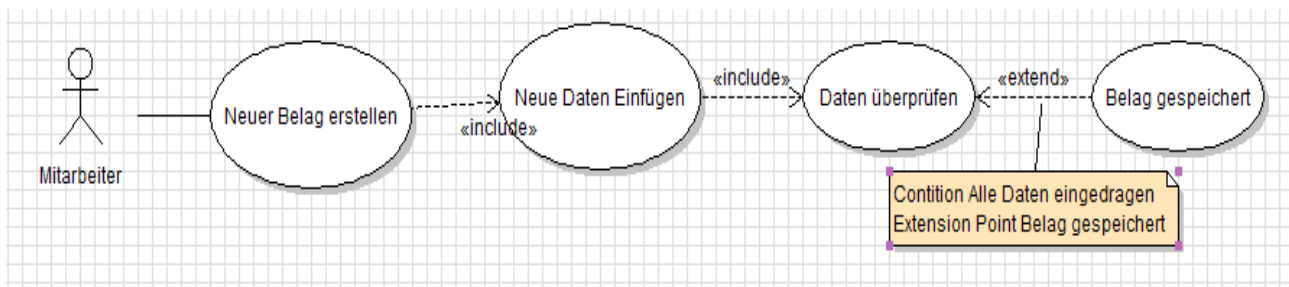 Mitarbeiter
Neuer Belag erstellen
«include»
Neue Daten Einfügen
«include»
Daten überprüfen
«extend»
Belag gespeichert
Contition Alle Daten eingedragen
Extension Point Belag gespeichert